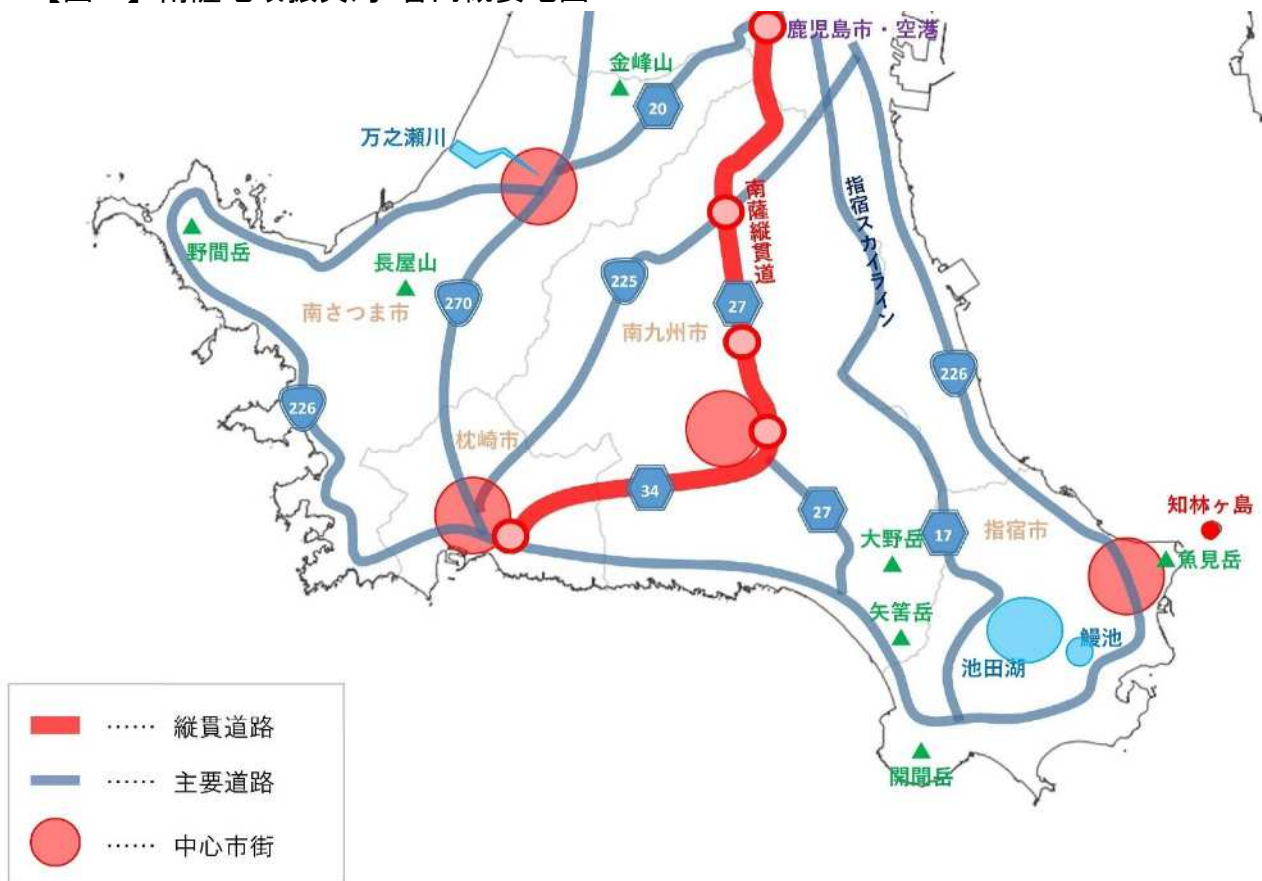 鹿児島市・空港
金峰山
20
万之瀬川
南薩縦貫道
指宿スカイライン
野間岳
長屋山
225
270
27
南さつま市
南九州市
226
226
枕崎市
34
27
17
指宿市
知林ヶ島
大野岳
魚見岳
矢筈岳
鰻池
池田湖
開聞岳
…… 縦貫道路
…… 主要道路
…… 中心市街